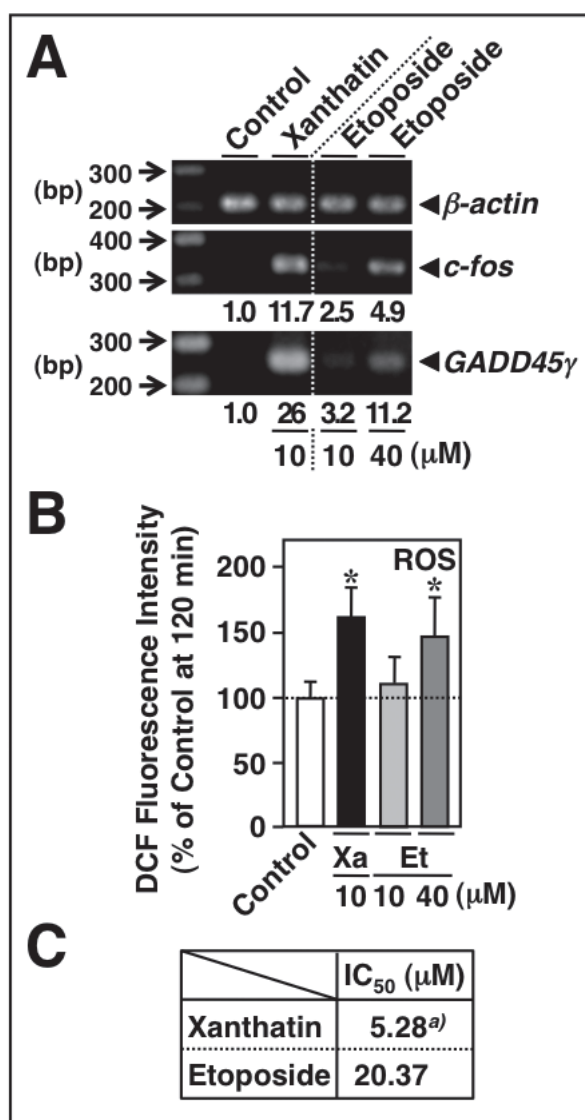 A
Control
Xanthatin
Etoposide
Etoposide
(bp) 300
200
β-actin
(bp) 400
300
c-fos
1.0 11.7 2.5 4.9
(bp) 300
200
GADD45γ
1.0 26 3.2 11.2
10 10 40 (μM)
B
DCF Fluorescence Intensity
(% of Control at 120 min)
200
150
100
50
0
ROS
*
*
Control
Xa Et
10 10 40 (μM)
C
IC50 (μM)
Xanthatin 5.28a)
Etoposide 20.37